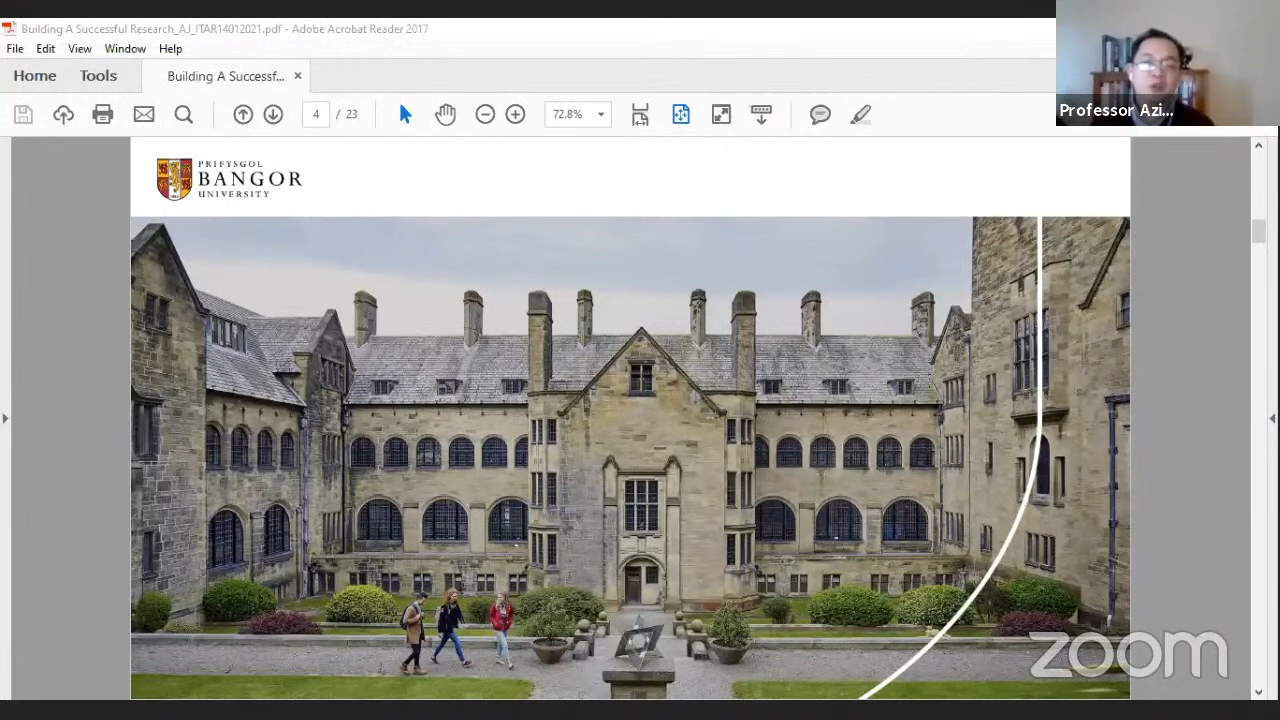 Building A Successful Research_AJ_ITAR14012021.pdf - Adobe Acrobat Reader 2017
File Edit View Window Help
Home Tools Building A Successf... ×
4 / 23 72.8%
Professor Azi...
PRIFYSGOL
BANGOR
UNIVERSITY
zoom